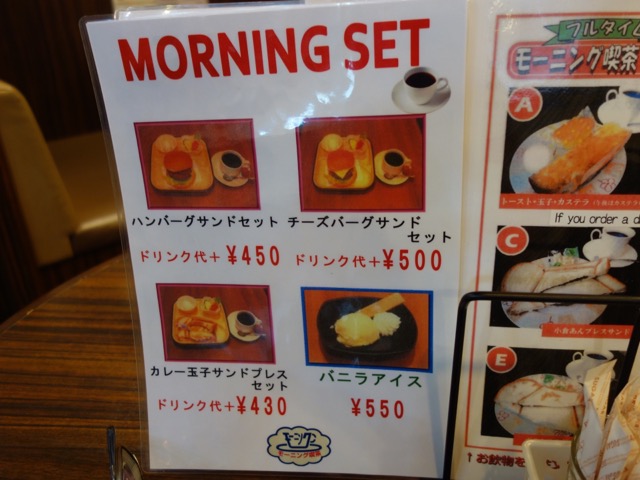 MORNING SET
ハンバーグサンドセット
ドリンク代+¥450
チーズバーグサンド
セット
ドリンク代+¥500
カレー玉子サンドプレス
セット
ドリンク代+¥430
バニラアイス
¥550
モーニング喫茶
フルタイム
モーニング喫茶
A
トースト・玉子・カステラ
If you order a d
C
小倉あんプレスサンド
E
↑お飲物を